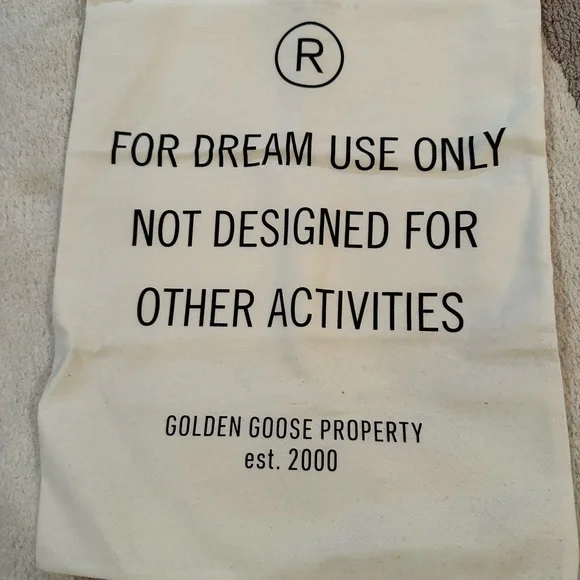 ®
FOR DREAM USE ONLY
NOT DESIGNED FOR
OTHER ACTIVITIES
GOLDEN GOOSE PROPERTY
est. 2000